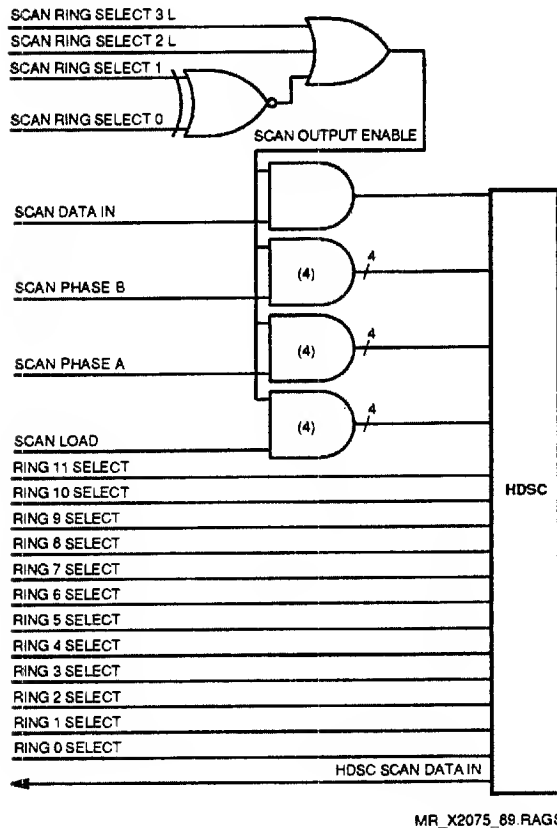 SCAN RING SELECT 3 L
SCAN RING SELECT 2 L
SCAN RING SELECT 1
SCAN RING SELECT 0
SCAN OUTPUT ENABLE
SCAN DATA IN
4
(4)
SCAN PHASE B
4
(4)
SCAN PHASE A
4
(4)
SCAN LOAD
RING 11 SELECT
HDSC
RING 10 SELECT
RING 9 SELECT
RING 8 SELECT
RING 7 SELECT
RING 6 SELECT
RING 5 SELECT
RING 4 SELECT
RING 3 SELECT
RING 2 SELECT
RING 1 SELECT
RING 0 SELECT
HDSC SCAN DATA IN
MR_X2075_89.RAGS